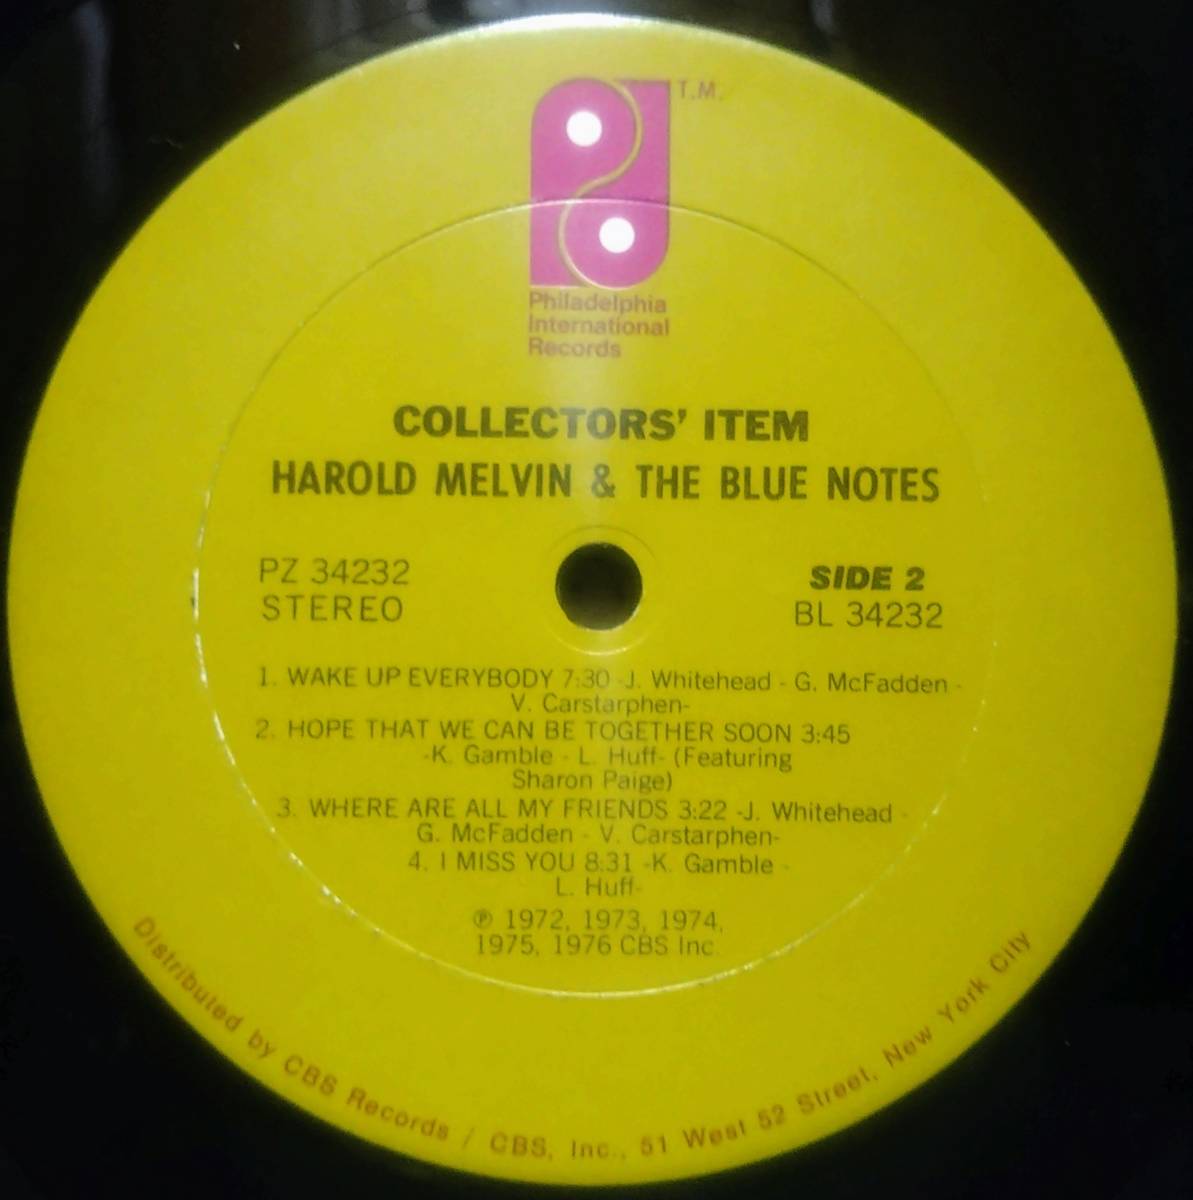 T.M.
Philadelphia
International
Records
COLLECTORS' ITEM
HAROLD MELVIN & THE BLUE NOTES
PZ 34232
STEREO
SIDE 2
BL 34232
1. WAKE UP EVERYBODY 7:30 -J. Whitehead - G. McFadden -
V. Carstarphen-
2. HOPE THAT WE CAN BE TOGETHER SOON 3:45
-K. Gamble - L. Huff- (Featuring
Sharon Paige)
3. WHERE ARE ALL MY FRIENDS 3:22 -J. Whitehead -
G. McFadden - V. Carstarphen-
4. I MISS YOU 8:31 -K. Gamble -
L. Huff-
℗ 1972, 1973, 1974,
1975, 1976 CBS Inc.
Distributed by CBS Records / CBS, Inc., 51 West 52 Street, New York City